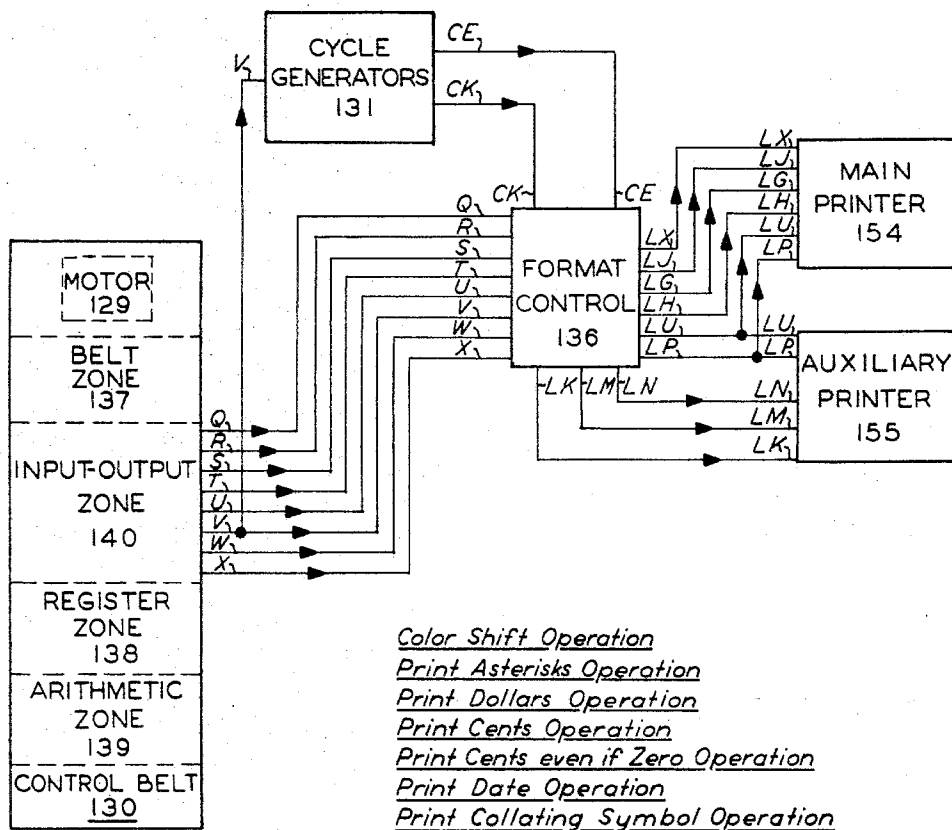 CYCLE
GENERATORS
131
V
CE
CK
CK
CE
Q
R
S
T
U
V
W
X
FORMAT
CONTROL
136
LX
LJ
LG
LH
LU
LP
LK
LM
LN
LX
LJ
LG
LH
LU
LP
MAIN
PRINTER
154
LU
LP
LN
LM
LK
AUXILIARY
PRINTER
155
MOTOR
129
BELT
ZONE
137
INPUT-OUTPUT
ZONE
140
Q
R
S
T
U
V
W
X
REGISTER
ZONE
138
ARITHMETIC
ZONE
139
CONTROL BELT
130
Color Shift Operation
Print Asterisks Operation
Print Dollars Operation
Print Cents Operation
Print Cents even if Zero Operation
Print Date Operation
Print Collating Symbol Operation